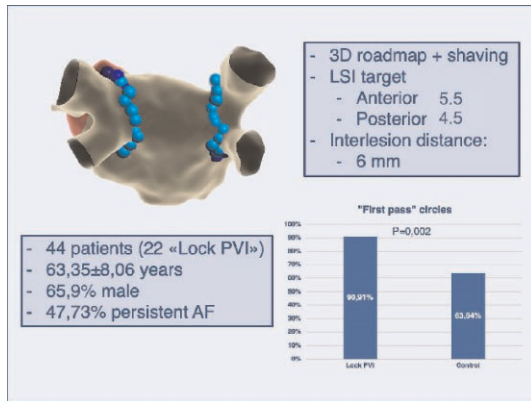 - 3D roadmap + shaving
- LSI target
- Anterior 5.5
- Posterior 4.5
- Interlesion distance:
- 6 mm
- 44 patients (22 «Lock PVI»)
- 63,35±8,06 years
- 65,9% male
- 47,73% persistent AF
"First pass" circles
P=0,002
100%
90%
80%
70%
60%
50%
40%
30%
20%
10%
0%
90,91%
63,64%
Lock PVI
Control